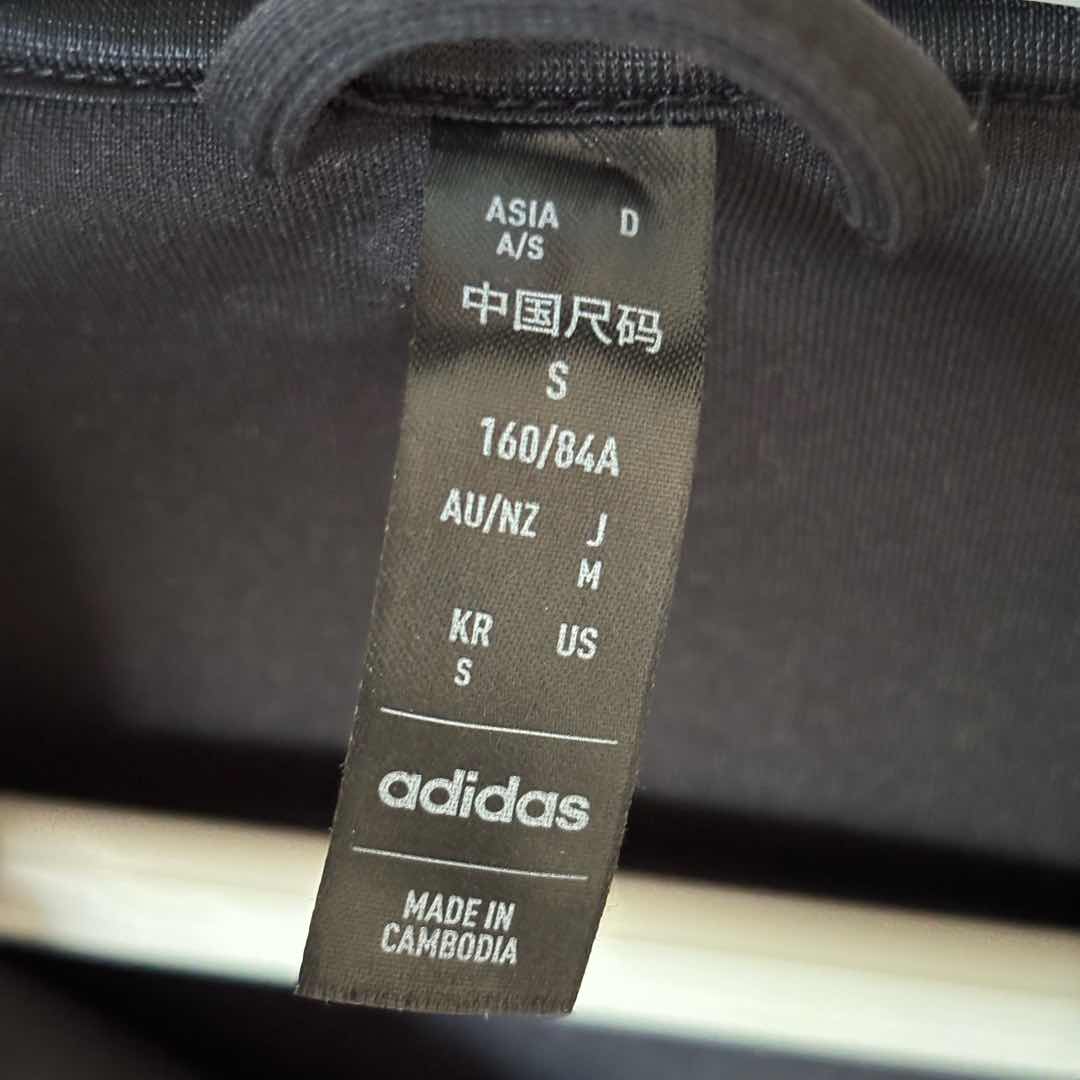 ASIA D
A/S
中国尺码
S
160/84A
AU/NZ J
M
KR US
S
adidas
MADE IN
CAMBODIA